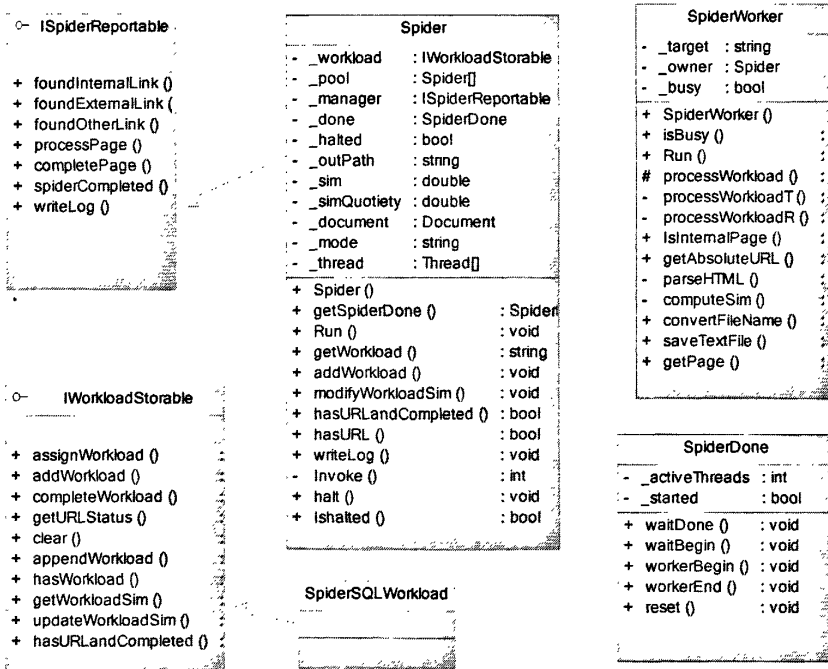 ISpiderReportable
+ foundInternalLink ()
+ foundExternalLink (
+ foundOtherLink ()
+ processPage ()
+ completePage ()
+ spiderCompleted ()
+ writeLog ()
Spider
- _workload : IWorkloadStorable
- _pool : Spider[]
- _manager : ISpiderReportable
- _done : SpiderDone
- _halted : bool
- _outPath : string
- _sim : double
- _simQuotiety : double
- _document : Document
- _mode : string
- _thread : Thread[]
+ Spider ()
+ getSpiderDone () : Spider
+ Run () : void
+ getWorkload () : string
+ addWorkload () : void
+ modifyWorkloadSim () : void
+ hasURLandCompleted () : bool
+ hasURL () : bool
+ writeLog () : void
- Invoke () : int
+ halt () : void
+ Ishalted () : bool
SpiderWorker
- _target : string
- _owner : Spider
- _busy : bool
+ SpiderWorker ()
+ isBusy () :
+ Run () :
# processWorkload () :
- processWorkloadT () :
- processWorkloadR () :
+ IsInternalPage () :
+ getAbsoluteURL () :
- parseHTML () :
- computeSim () :
+ convertFileName () :
+ saveTextFile () :
+ getPage () :
IWorkloadStorable
+ assignWorkload ()
+ addWorkload ()
+ completeWorkload ()
+ getURLStatus ()
+ clear ()
+ appendWorkload ()
+ hasWorkload ()
+ getWorkloadSim ()
+ updateWorkloadSim ()
+ hasURLandCompleted ()
SpiderSQLWorkload
SpiderDone
- _activeThreads : int
- _started : bool
+ waitDone () : void
+ waitBegin () : void
+ workerBegin () : void
+ workerEnd () : void
+ reset () : void